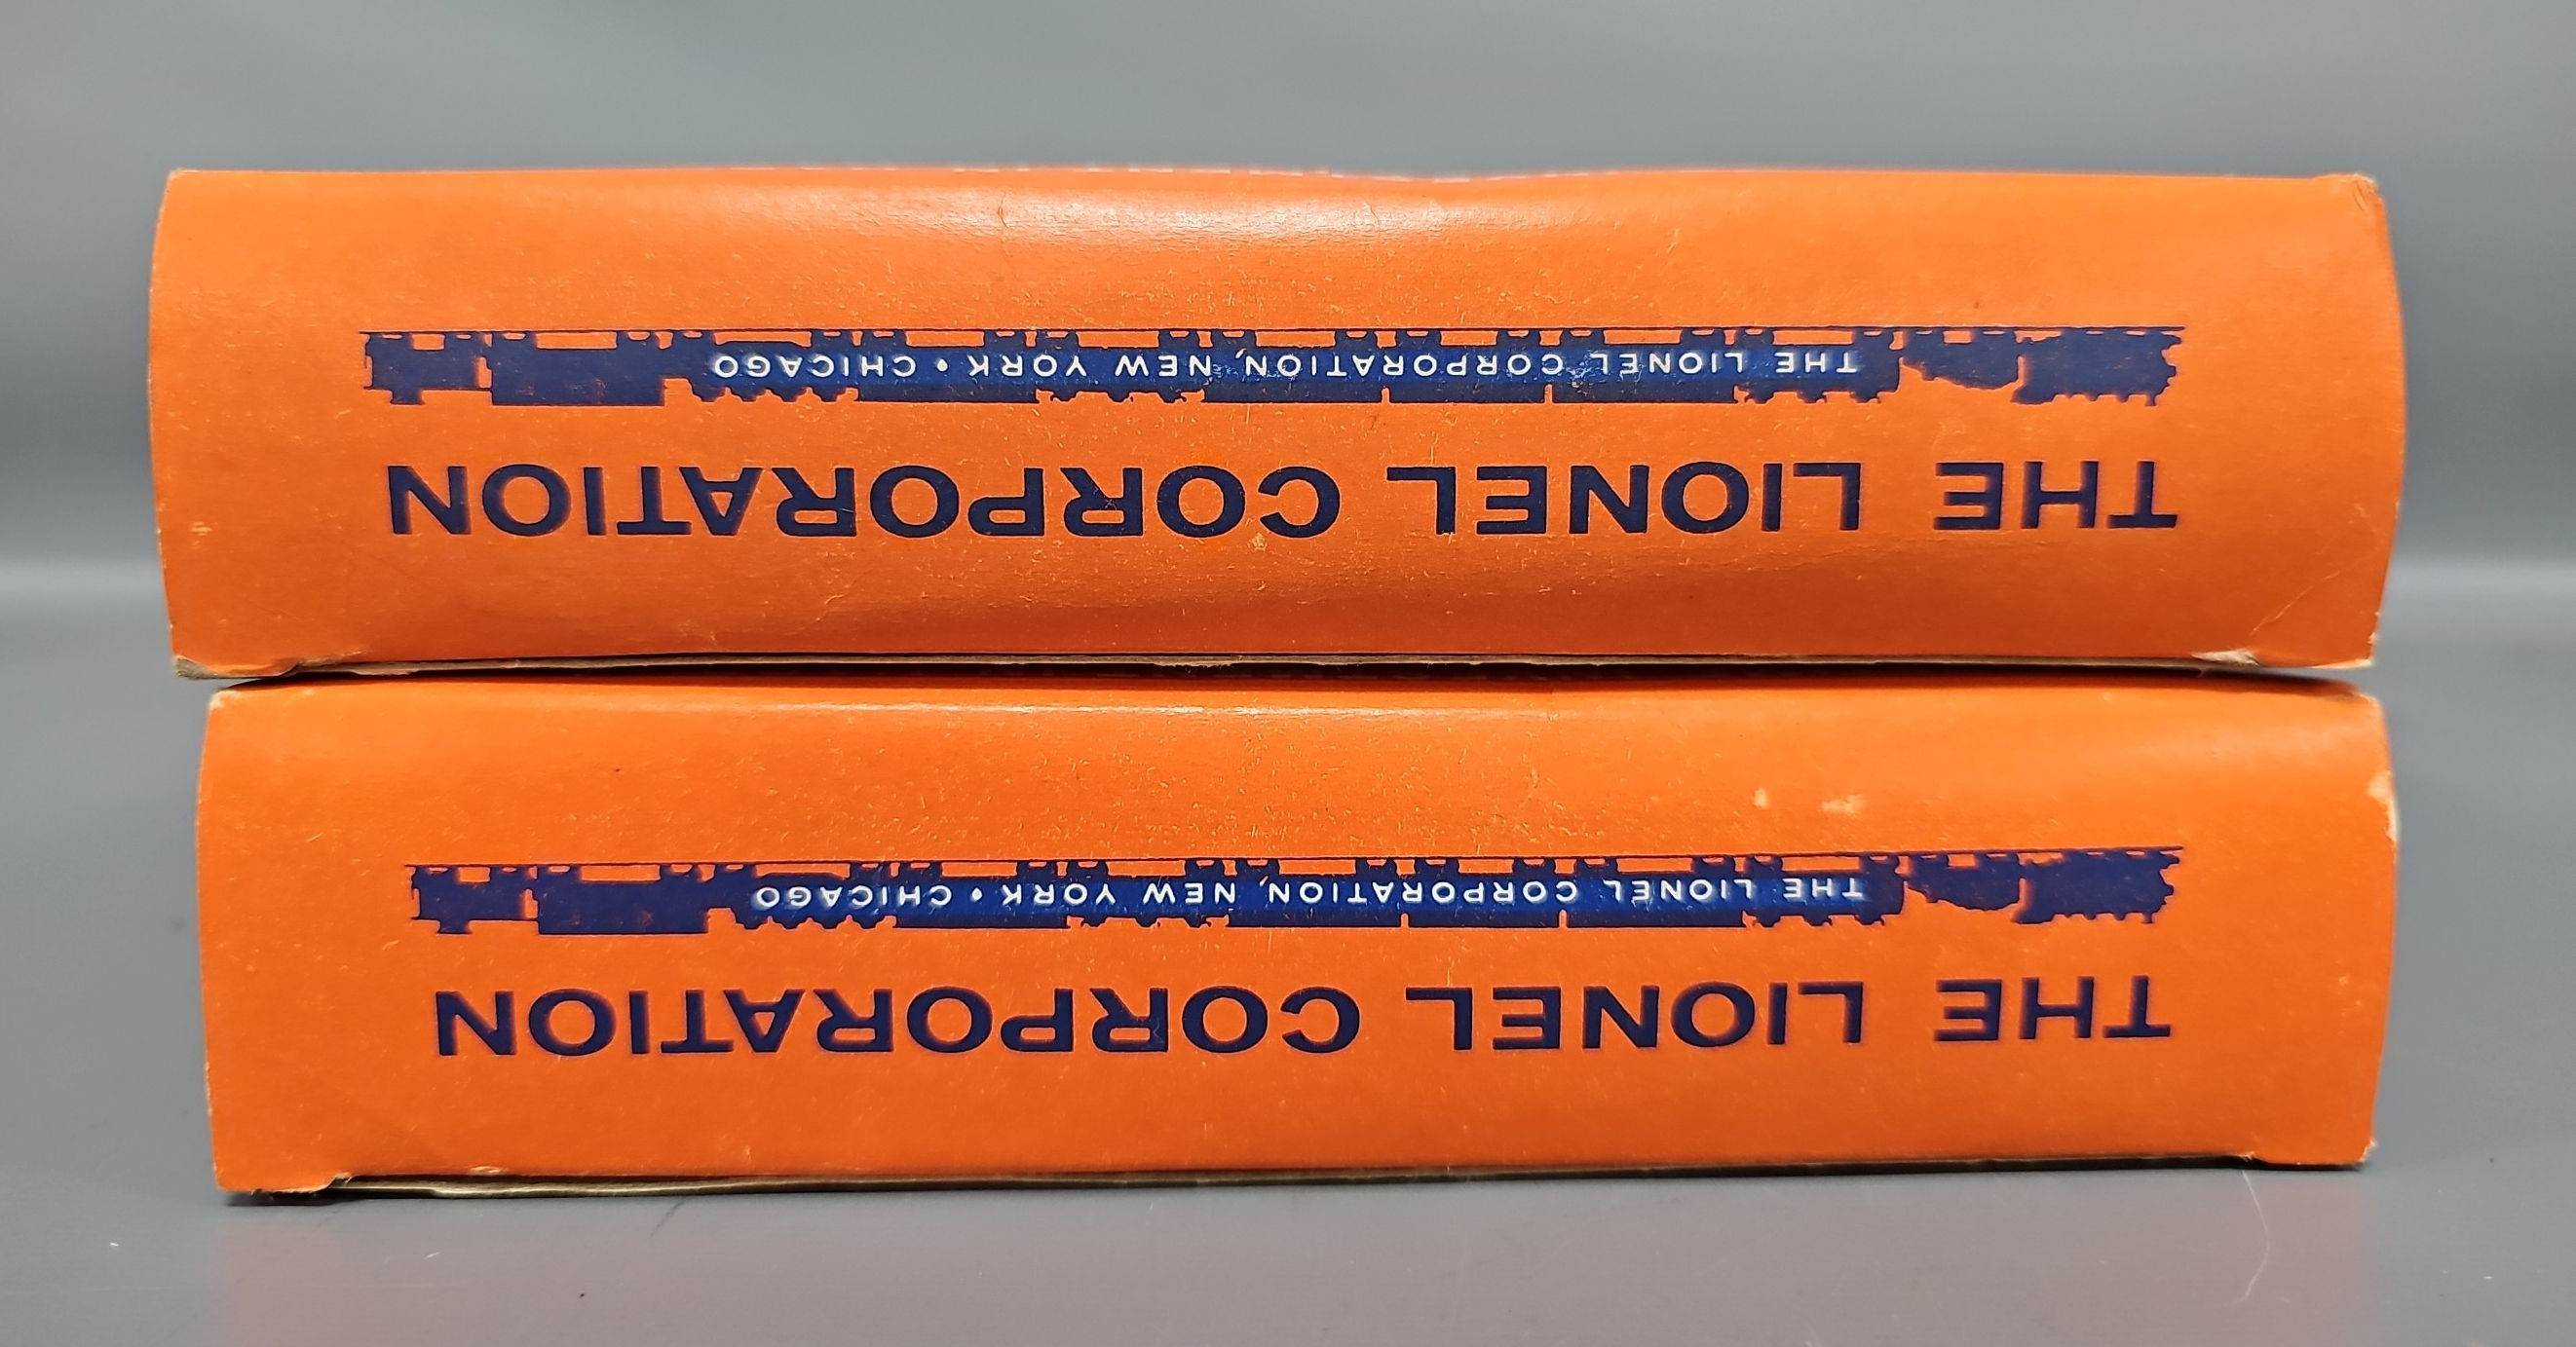 THE LIONEL CORPORATION, NEW YORK • CHICAGO
THE LIONEL CORPORATION
THE LIONEL CORPORATION, NEW YORK • CHICAGO
THE LIONEL CORPORATION